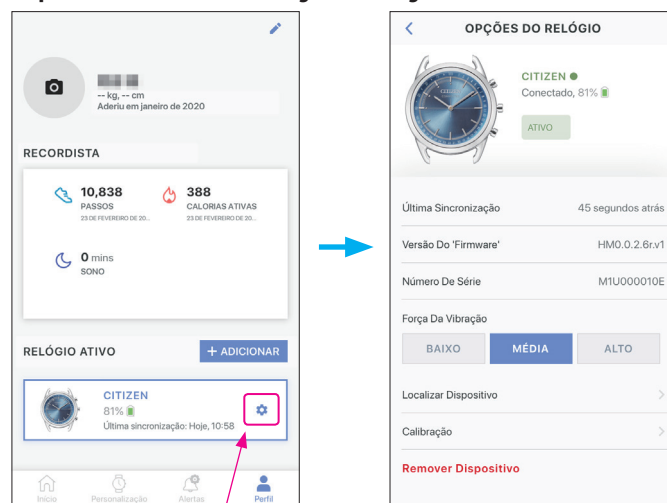 -- kg, -- cm
Aderiu em janeiro de 2020
RECORDISTA
10,838
PASSOS
23 DE FEVEREIRO DE 20...
388
CALORIAS ATIVAS
23 DE FEVEREIRO DE 20...
0 mins
SONO
RELÓGIO ATIVO
+ ADICIONAR
CITIZEN
81%
Última sincronização: Hoje, 10:58
Início
Personalização
Alertas
Perfil
OPÇÕES DO RELÓGIO
CITIZEN
Conectado, 81%
ATIVO
Última Sincronização 45 segundos atrás
Versão Do 'Firmware' HM0.0.2.6r.v1
Número De Série M1U000010E
Força Da Vibração
BAIXO MÉDIA ALTO
Localizar Dispositivo
Calibração
Remover Dispositivo